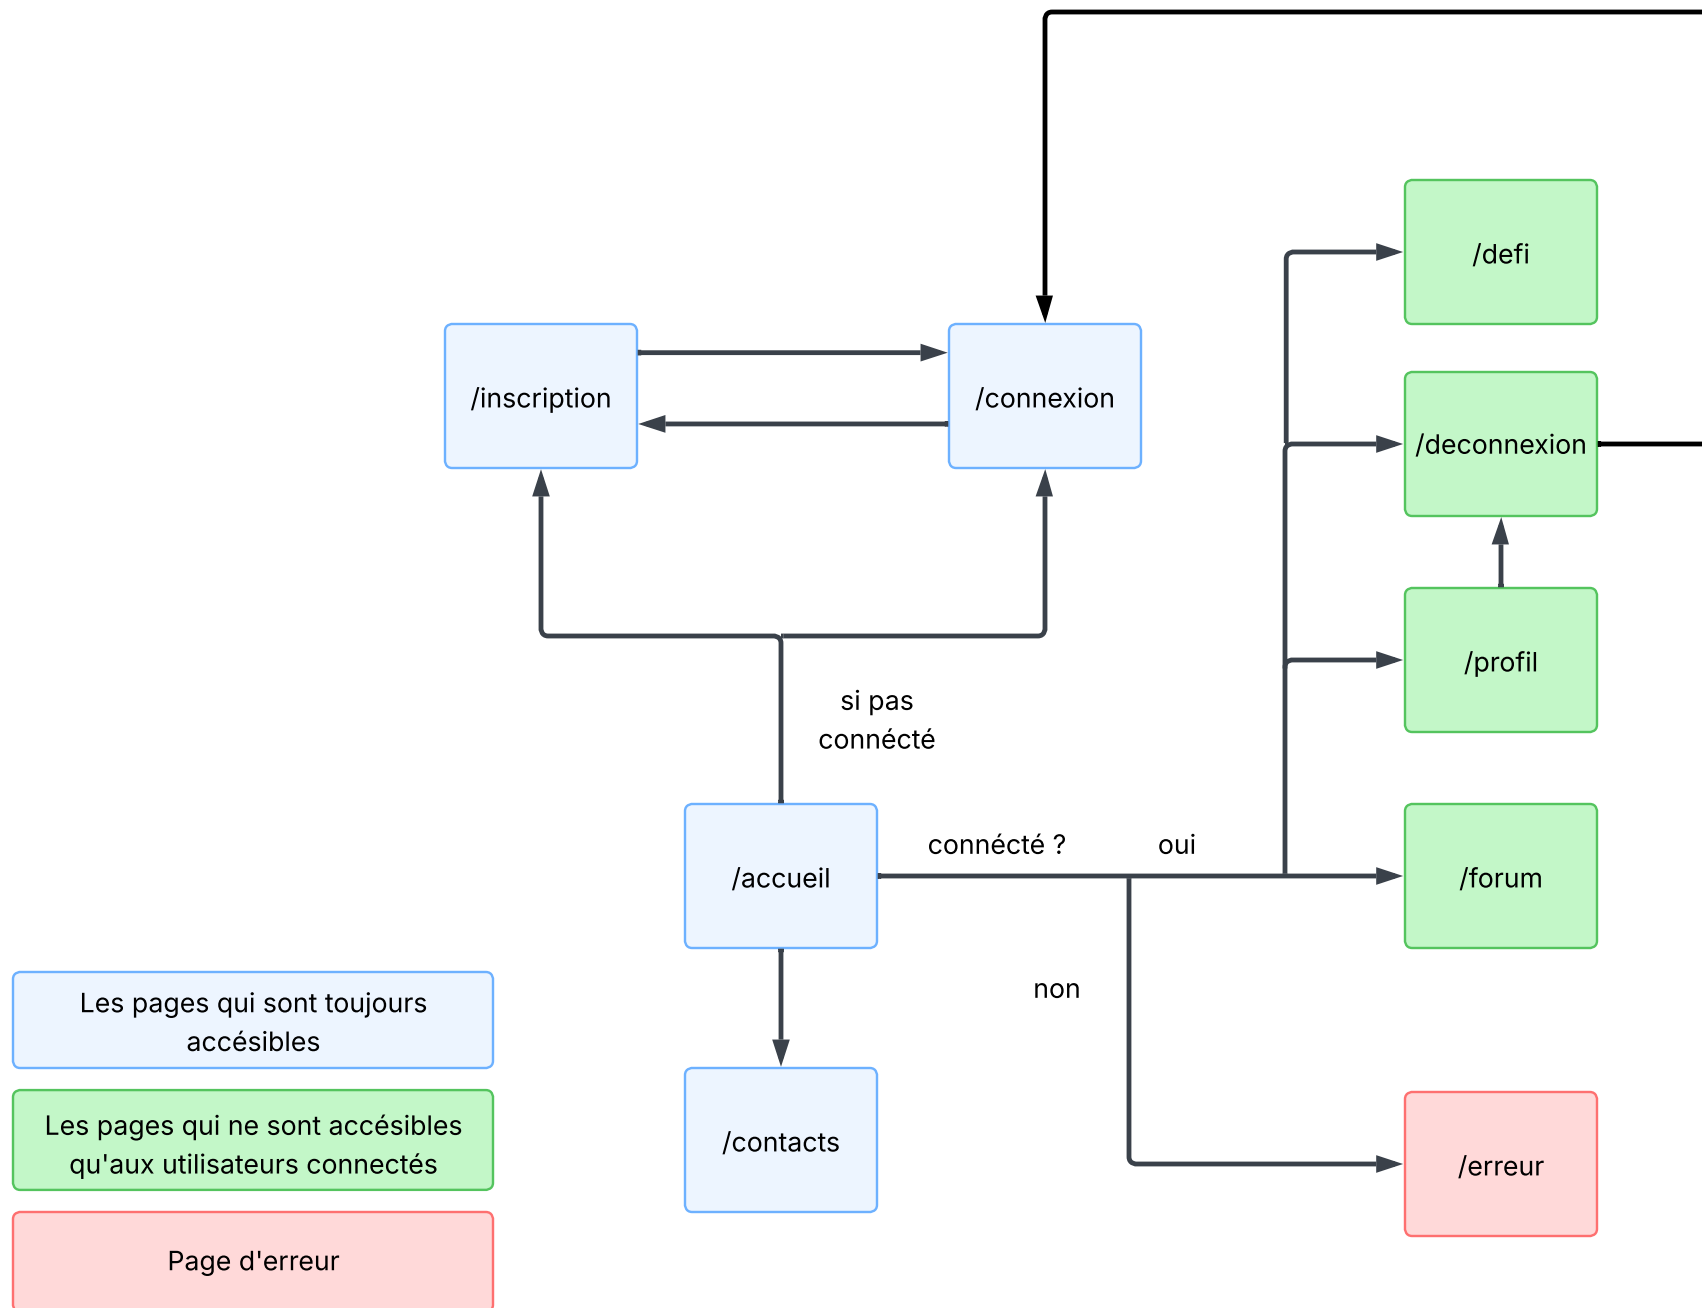 /defi
/inscription
/connexion
/deconnexion
/profil
si pas
connécté
connécté ?
oui
/accueil
/forum
non
Les pages qui sont toujours
accésibles
Les pages qui ne sont accésibles
qu'aux utilisateurs connectés
/contacts
/erreur
Page d'erreur